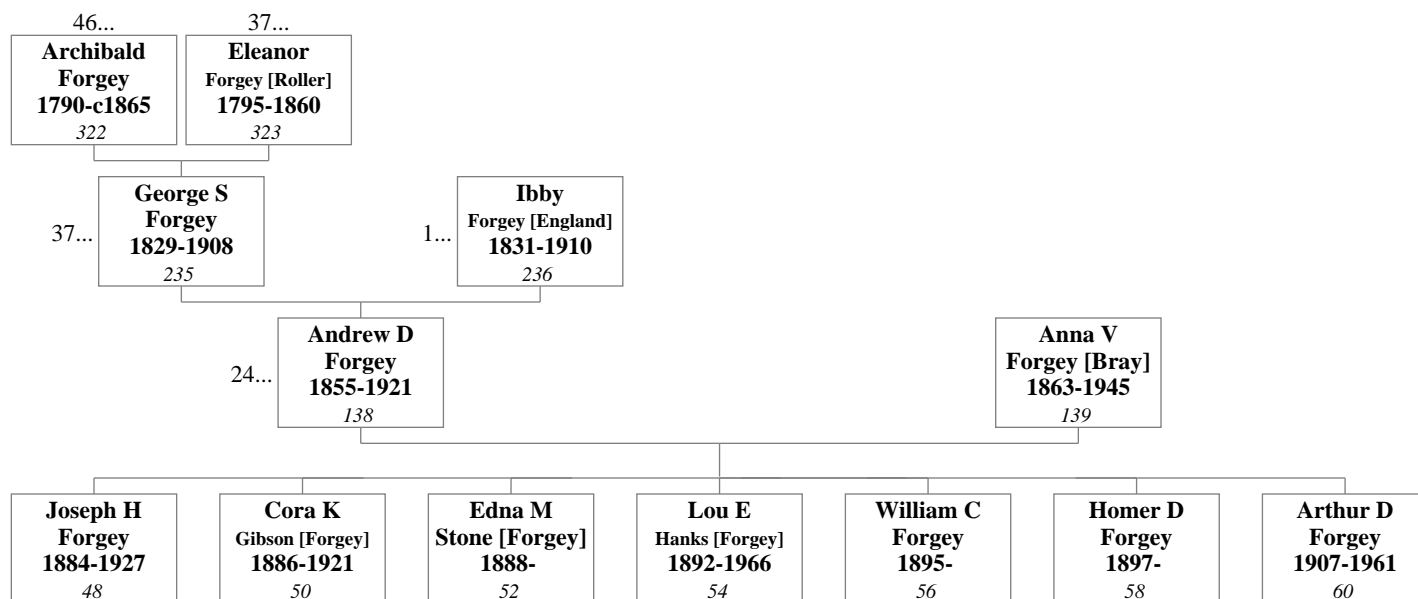 46...
37...
Archibald
Forgey
1790-c1865
322
Eleanor
Forgey [Roller]
1795-1860
323
37...
George S
Forgey
1829-1908
235
1...
Ibby
Forgey [England]
1831-1910
236
24...
Andrew D
Forgey
1855-1921
138
Anna V
Forgey [Bray]
1863-1945
139
Joseph H
Forgey
1884-1927
48
Cora K
Gibson [Forgey]
1886-1921
50
Edna M
Stone [Forgey]
1888-
52
Lou E
Hanks [Forgey]
1892-1966
54
William C
Forgey
1895-
56
Homer D
Forgey
1897-
58
Arthur D
Forgey
1907-1961
60